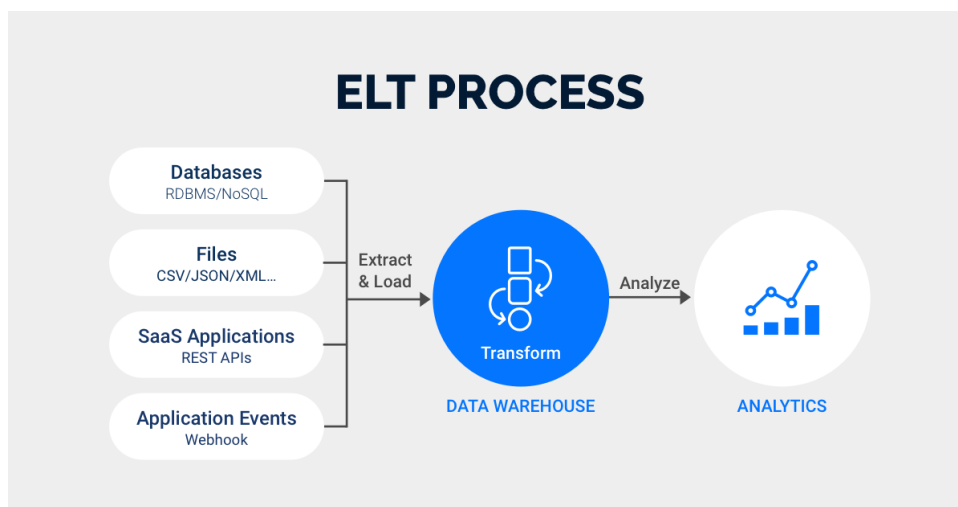 ELT PROCESS
Databases
RDBMS/NoSQL
Files
CSV/JSON/XML...
SaaS Applications
REST APIs
Application Events
Webhook
Extract
& Load
Transform
DATA WAREHOUSE
Analyze
ANALYTICS